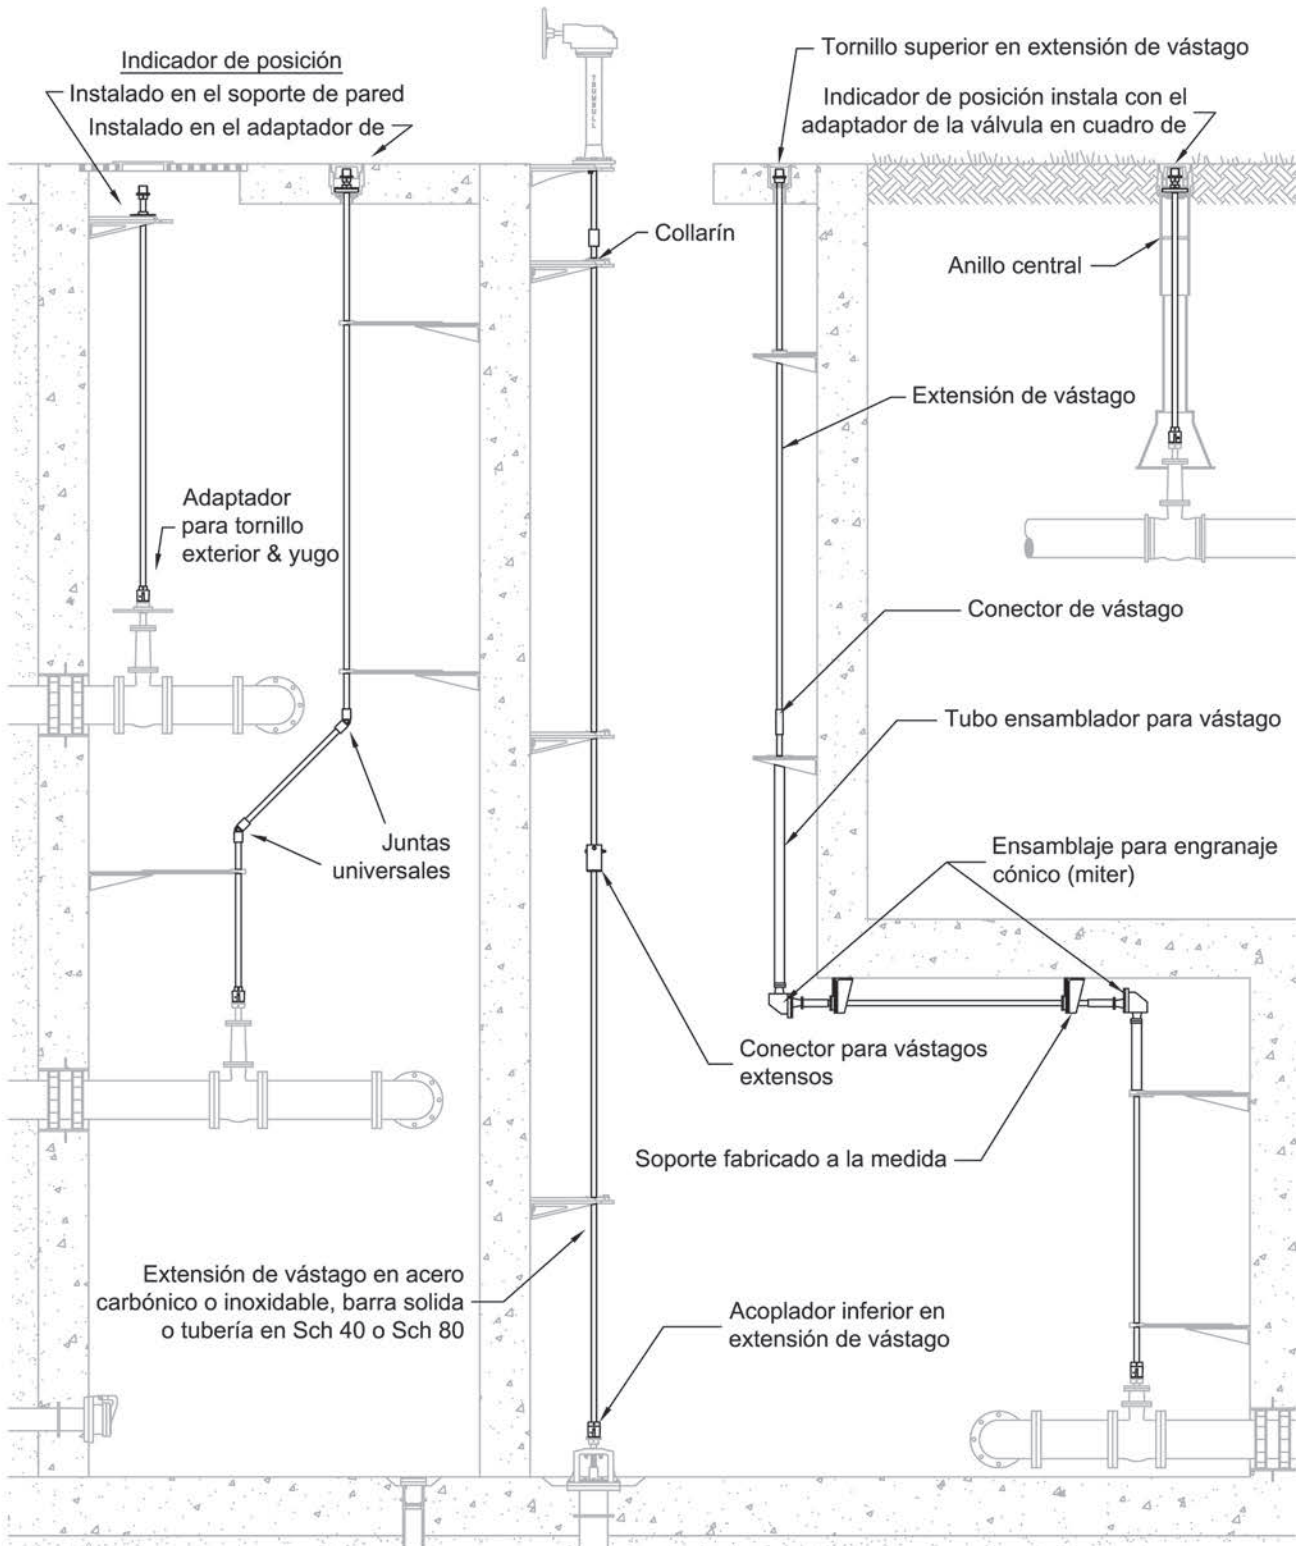 Indicador de posición
Instalado en el soporte de pared
Instalado en el adaptador de
TRUMBULL
Tornillo superior en extensión de vástago
Indicador de posición instala con el
adaptador de la válvula en cuadro de
Collarín
Anillo central
Extensión de vástago
Adaptador
para tornillo
exterior & yugo
Conector de vástago
Tubo ensamblador para vástago
Juntas
universales
Ensamblaje para engranaje
cónico (miter)
Conector para vástagos
extensos
Soporte fabricado a la medida
Extensión de vástago en acero
carbónico o inoxidable, barra solida
o tubería en Sch 40 o Sch 80
Acoplador inferior en
extensión de vástago